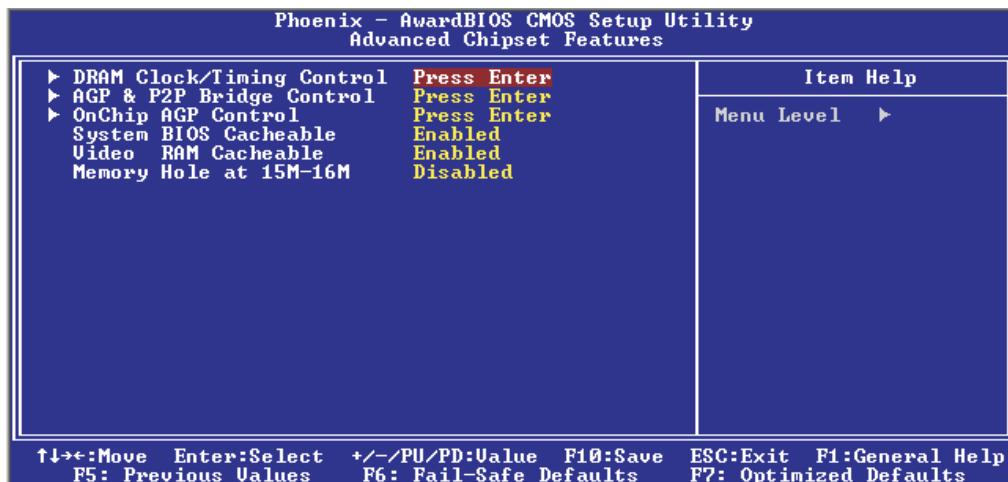 Phoenix - AwardBIOS CMOS Setup Utility
Advanced Chipset Features
► DRAM Clock/Timing Control Press Enter
► AGP & P2P Bridge Control Press Enter
► OnChip AGP Control Press Enter
System BIOS Cacheable Enabled
Video RAM Cacheable Enabled
Memory Hole at 15M-16M Disabled
Item Help
Menu Level ►
↑↓→←:Move Enter:Select +/-/PU/PD:Value F10:Save ESC:Exit F1:General Help
F5: Previous Values F6: Fail-Safe Defaults F7: Optimized Defaults